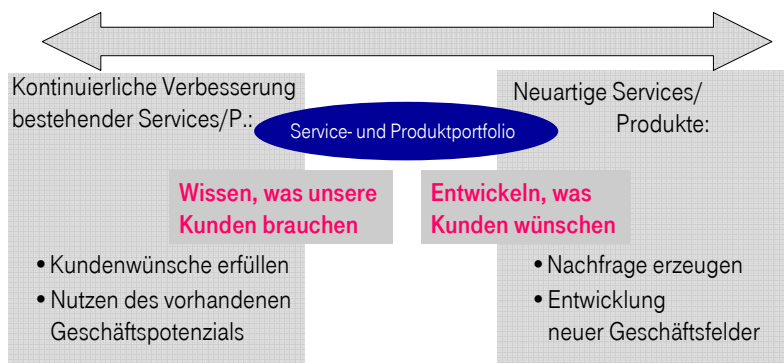 Kontinuierliche Verbesserung
bestehender Services/P.:
Service- und Produktportfolio
Neuartige Services/
Produkte:
Wissen, was unsere
Kunden brauchen
Entwickeln, was
Kunden wünschen
• Kundenwünsche erfüllen
• Nutzen des vorhandenen
Geschäftspotenzials
• Nachfrage erzeugen
• Entwicklung
neuer Geschäftsfelder